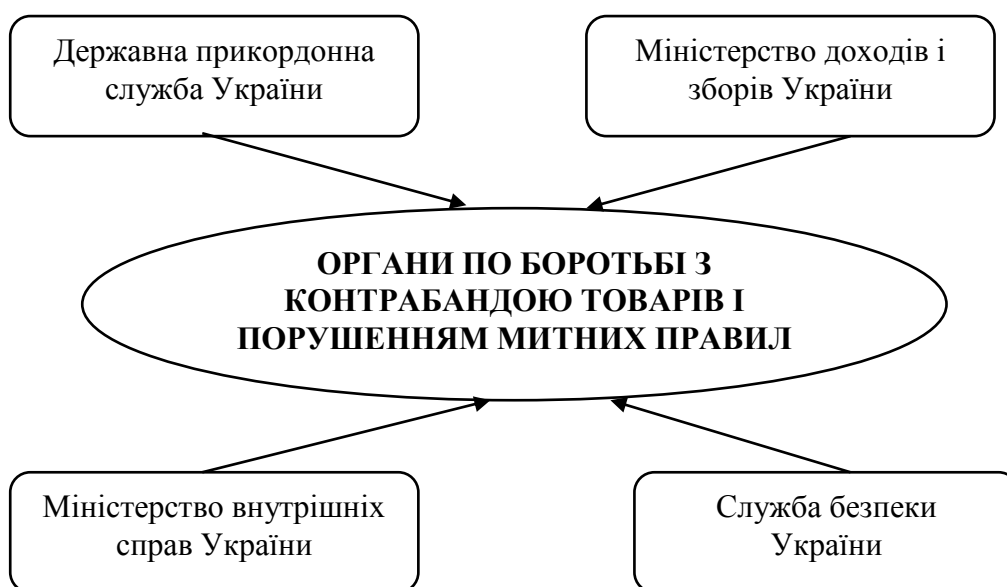 Державна прикордонна
служба України
Міністерство доходів і
зборів України
ОРГАНИ ПО БОРОТЬБІ З
КОНТРАБАНДОЮ ТОВАРІВ І
ПОРУШЕННЯМ МИТНИХ ПРАВИЛ
Міністерство внутрішніх
справ України
Служба безпеки
України